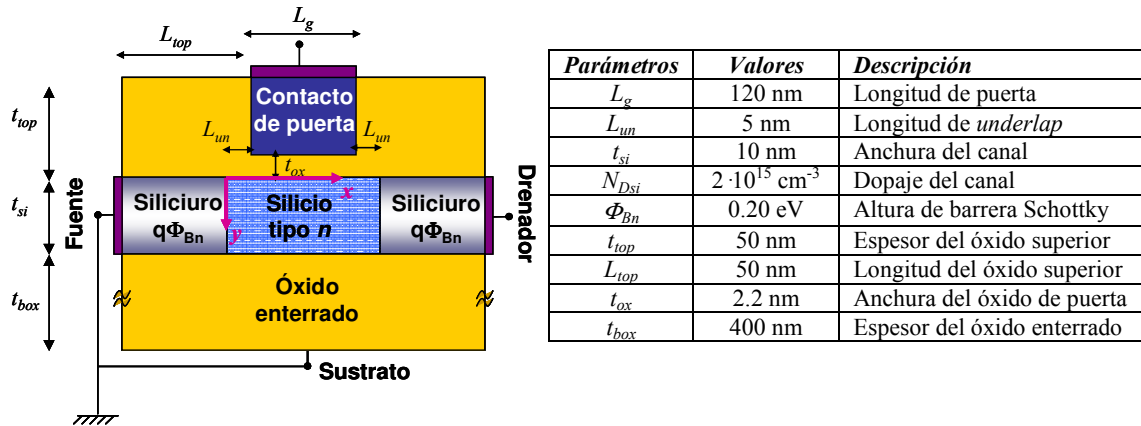 L_g
L_top
Contacto
de puerta
t_top
L_un
L_un
t_ox
x
t_si
Fuente
Siliciuro
qΦ_Bn
Silicio
tipo n
Siliciuro
qΦ_Bn
Drenador
y
t_box
Óxido
enterrado
Sustrato
Parámetros Valores Descripción
L_g 120 nm Longitud de puerta
L_un 5 nm Longitud de underlap
t_si 10 nm Anchura del canal
N_Dsi 2·10^15 cm^-3 Dopaje del canal
Φ_Bn 0.20 eV Altura de barrera Schottky
t_top 50 nm Espesor del óxido superior
L_top 50 nm Longitud del óxido superior
t_ox 2.2 nm Anchura del óxido de puerta
t_box 400 nm Espesor del óxido enterrado